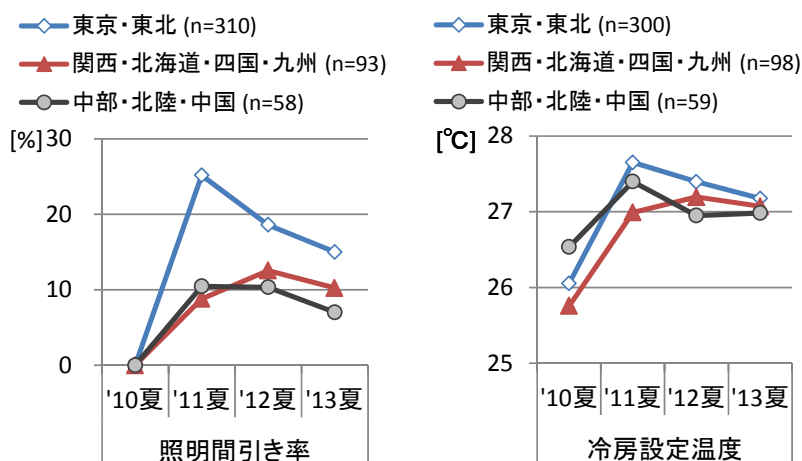 東京・東北 (n=310)
関西・北海道・四国・九州 (n=93)
中部・北陸・中国 (n=58)
[%]
30
20
10
0
'10夏 '11夏 '12夏 '13夏
照明間引き率
東京・東北 (n=300)
関西・北海道・四国・九州 (n=98)
中部・北陸・中国 (n=59)
[℃]
28
27
26
25
'10夏 '11夏 '12夏 '13夏
冷房設定温度